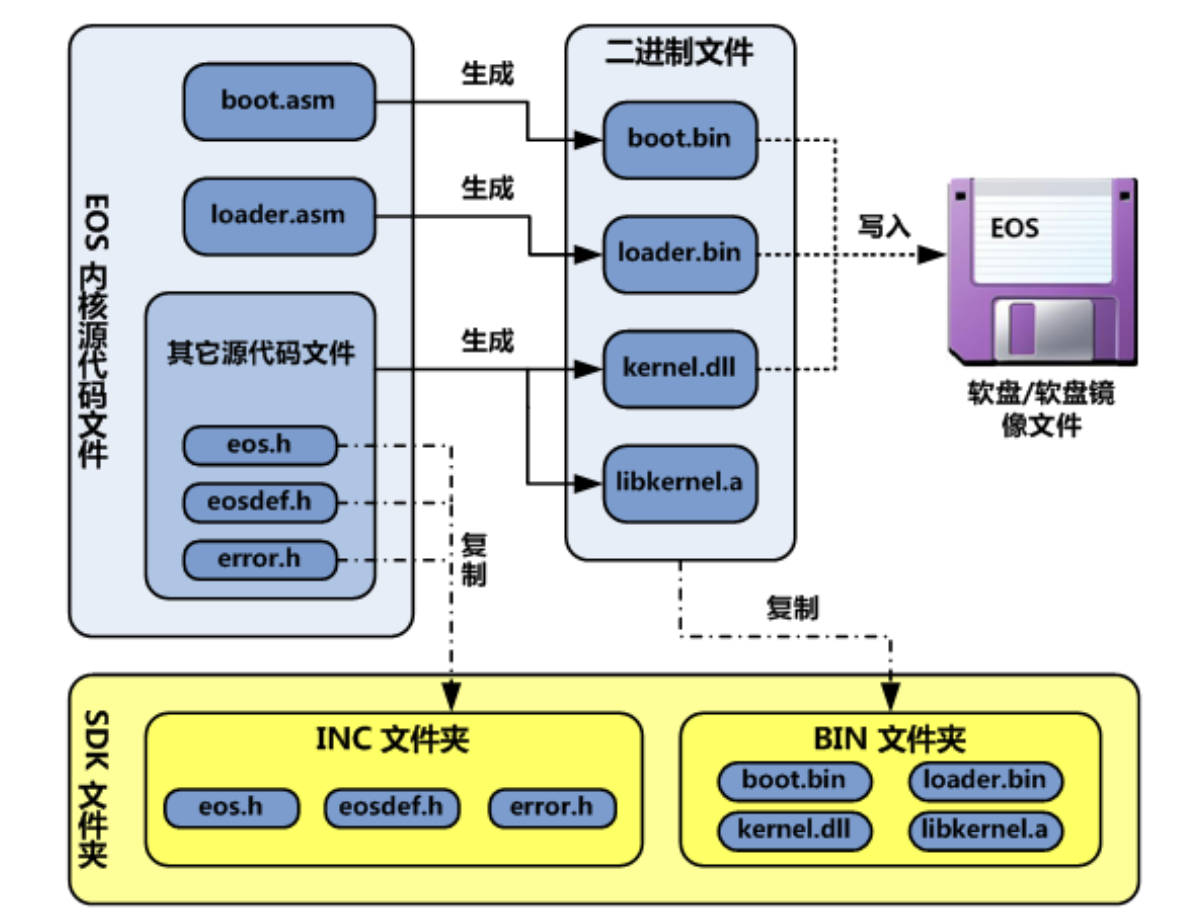 EOS 内核源代码文件
boot.asm
loader.asm
其它源代码文件
eos.h
eosdef.h
error.h
生成
生成
生成
复
制
二进制文件
boot.bin
loader.bin
kernel.dll
libkernel.a
写入
EOS
软盘/软盘镜
像文件
复制
SDK 文件夹
INC 文件夹
eos.h
eosdef.h
error.h
BIN 文件夹
boot.bin
loader.bin
kernel.dll
libkernel.a